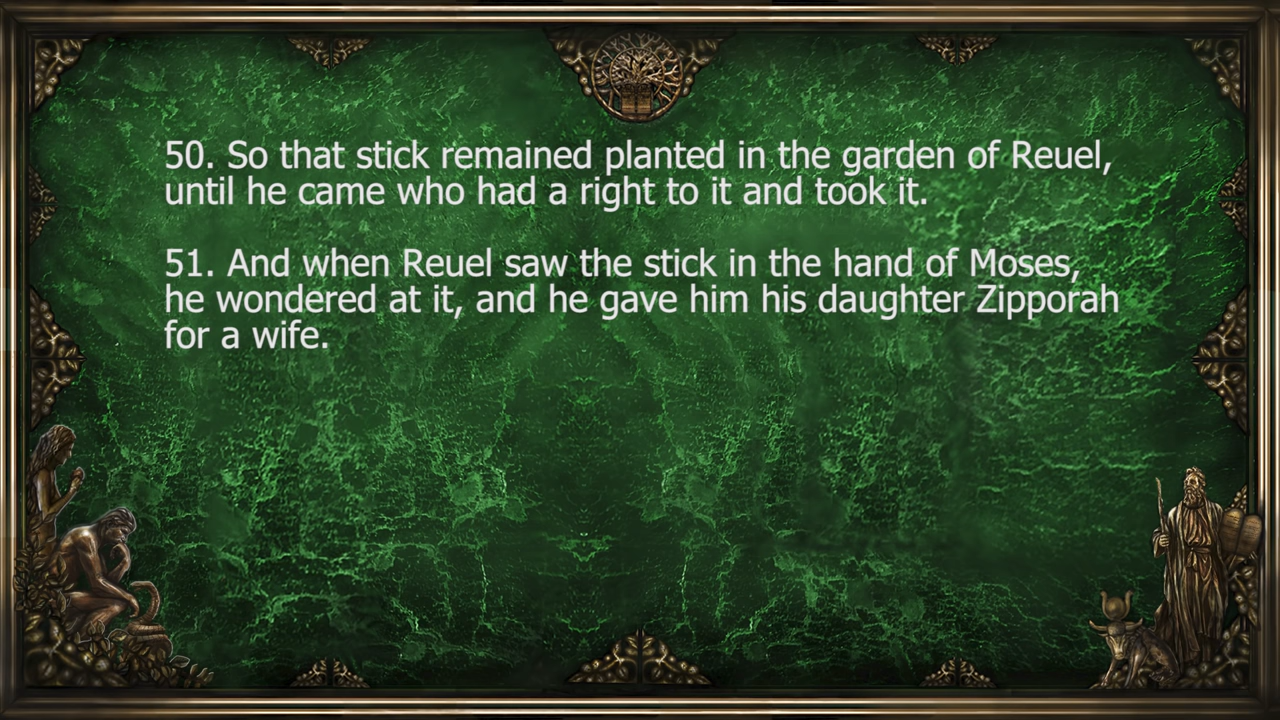 50. So that stick remained planted in the garden of Reuel,
until he came who had a right to it and took it.
51. And when Reuel saw the stick in the hand of Moses,
he wondered at it, and he gave him his daughter Zipporah
for a wife.